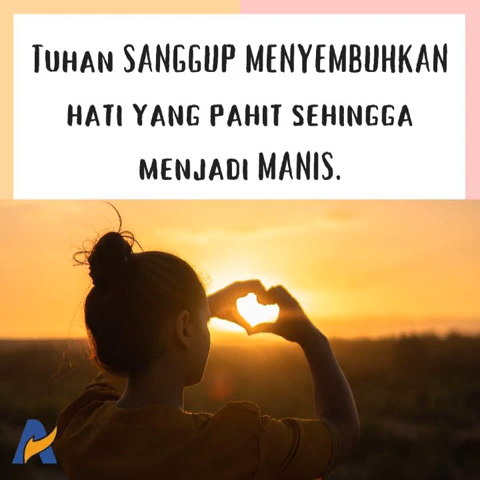 Tuhan SANGGUP MENYEMBUHKAN
hati yang pahit sehingga
menjadi MANIS.